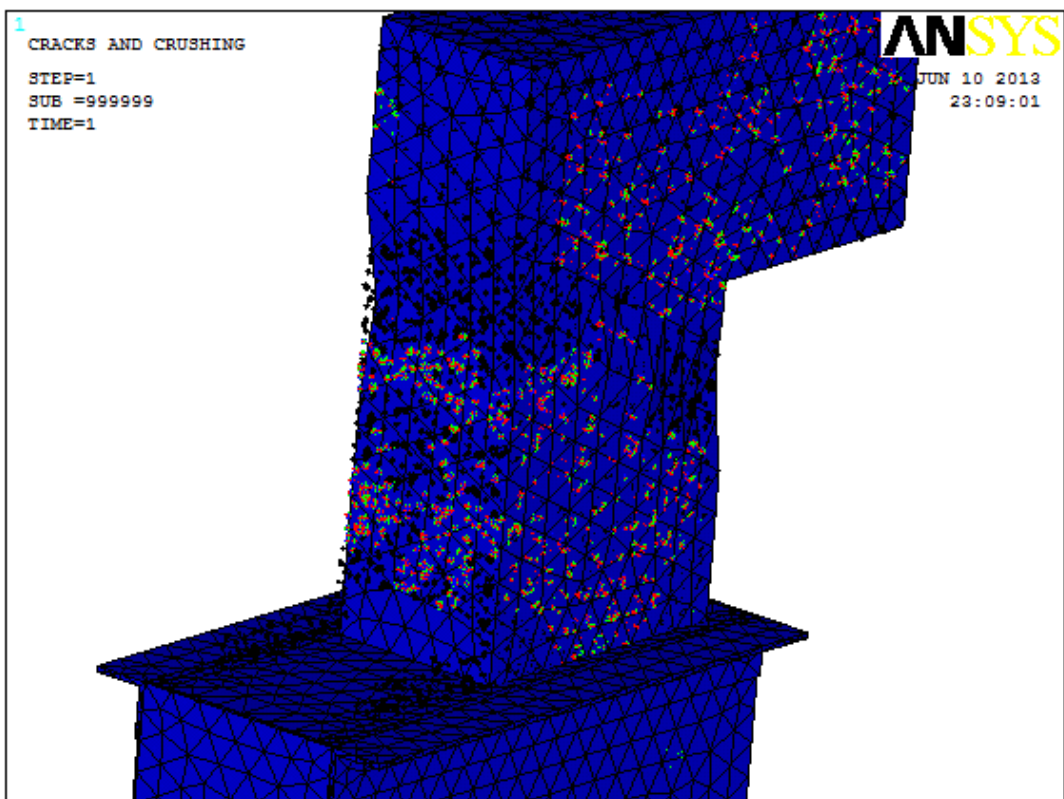 1
CRACKS AND CRUSHING
STEP=1
SUB =999999
TIME=1
ANSYS
JUN 10 2013
23:09:01